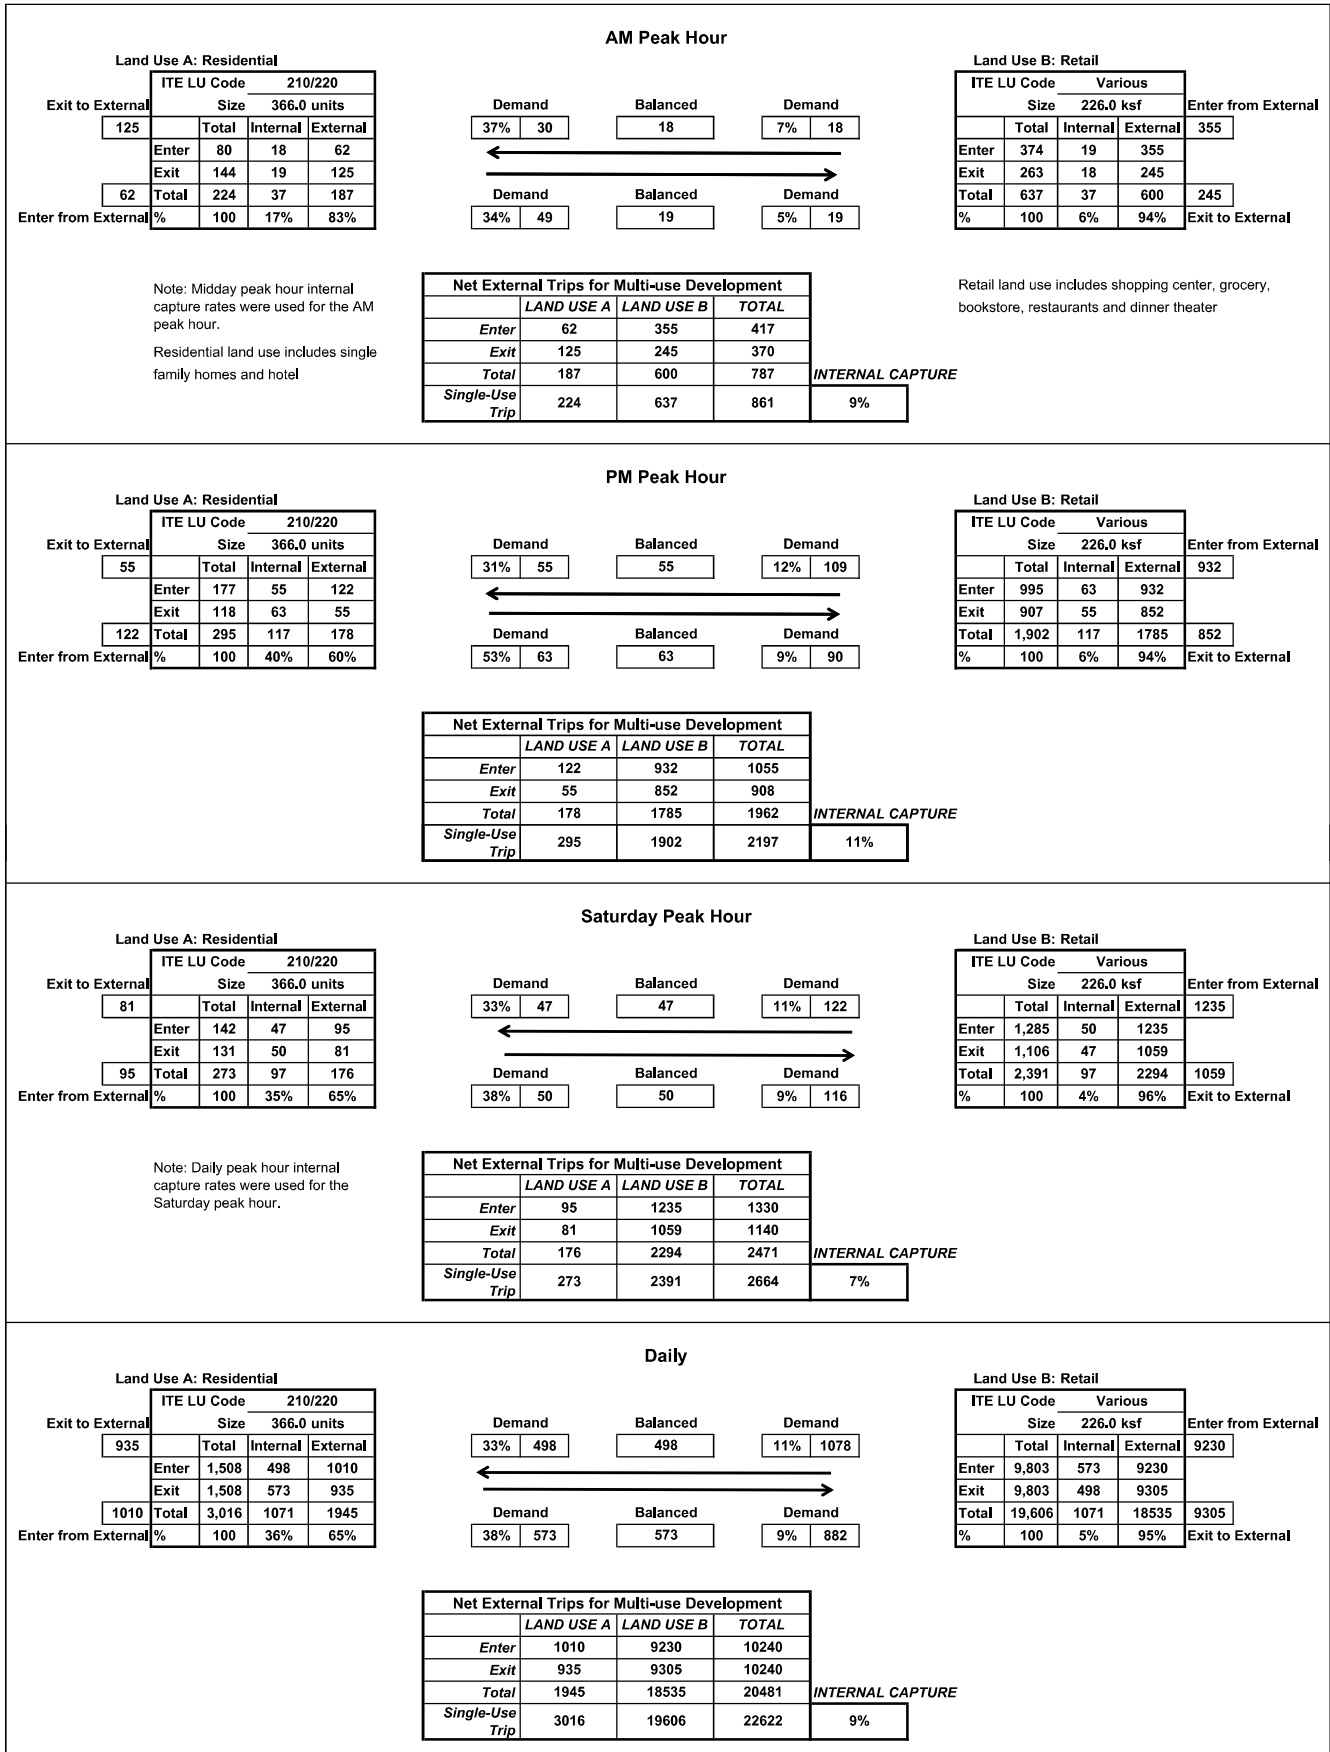 AM Peak Hour
Land Use A: Residential Land Use B: Retail
ITE LU Code 210/220 ITE LU Code Various
Exit to External Size 366.0 units Demand Balanced Demand Size 226.0 ksf Enter from External
125 Total Internal External 37% 30 18 7% 18 Total Internal External 355
Enter 80 18 62 Enter 374 19 355
Exit 144 19 125 Exit 263 18 245
62 Total 224 37 187 Demand Balanced Demand Total 637 37 600 245
Enter from External % 100 17% 83% 34% 49 19 5% 19 % 100 6% 94% Exit to External
Note: Midday peak hour internal
capture rates were used for the AM
peak hour.
Residential land use includes single
family homes and hotel
Net External Trips for Multi-use Development
LAND USE A LAND USE B TOTAL
Enter 62 355 417
Exit 125 245 370
Total 187 600 787 INTERNAL CAPTURE
Single-Use
Trip 224 637 861 9%
Retail land use includes shopping center, grocery,
bookstore, restaurants and dinner theater
PM Peak Hour
Land Use A: Residential Land Use B: Retail
ITE LU Code 210/220 ITE LU Code Various
Exit to External Size 366.0 units Demand Balanced Demand Size 226.0 ksf Enter from External
55 Total Internal External 31% 55 55 12% 109 Total Internal External 932
Enter 177 55 122 Enter 995 63 932
Exit 118 63 55 Exit 907 55 852
122 Total 295 117 178 Demand Balanced Demand Total 1,902 117 1785 852
Enter from External % 100 40% 60% 53% 63 63 9% 90 % 100 6% 94% Exit to External
Net External Trips for Multi-use Development
LAND USE A LAND USE B TOTAL
Enter 122 932 1055
Exit 55 852 908
Total 178 1785 1962 INTERNAL CAPTURE
Single-Use
Trip 295 1902 2197 11%
Saturday Peak Hour
Land Use A: Residential Land Use B: Retail
ITE LU Code 210/220 ITE LU Code Various
Exit to External Size 366.0 units Demand Balanced Demand Size 226.0 ksf Enter from External
81 Total Internal External 33% 47 47 11% 122 Total Internal External 1235
Enter 142 47 95 Enter 1,285 50 1235
Exit 131 50 81 Exit 1,106 47 1059
95 Total 273 97 176 Demand Balanced Demand Total 2,391 97 2294 1059
Enter from External % 100 35% 65% 38% 50 50 9% 116 % 100 4% 96% Exit to External
Note: Daily peak hour internal
capture rates were used for the
Saturday peak hour.
Net External Trips for Multi-use Development
LAND USE A LAND USE B TOTAL
Enter 95 1235 1330
Exit 81 1059 1140
Total 176 2294 2471 INTERNAL CAPTURE
Single-Use
Trip 273 2391 2664 7%
Daily
Land Use A: Residential Land Use B: Retail
ITE LU Code 210/220 ITE LU Code Various
Exit to External Size 366.0 units Demand Balanced Demand Size 226.0 ksf Enter from External
935 Total Internal External 33% 498 498 11% 1078 Total Internal External 9230
Enter 1,508 498 1010 Enter 9,803 573 9230
Exit 1,508 573 935 Exit 9,803 498 9305
1010 Total 3,016 1071 1945 Demand Balanced Demand Total 19,606 1071 18535 9305
Enter from External % 100 36% 65% 38% 573 573 9% 882 % 100 5% 95% Exit to External
Net External Trips for Multi-use Development
LAND USE A LAND USE B TOTAL
Enter 1010 9230 10240
Exit 935 9305 10240
Total 1945 18535 20481 INTERNAL CAPTURE
Single-Use
Trip 3016 19606 22622 9%